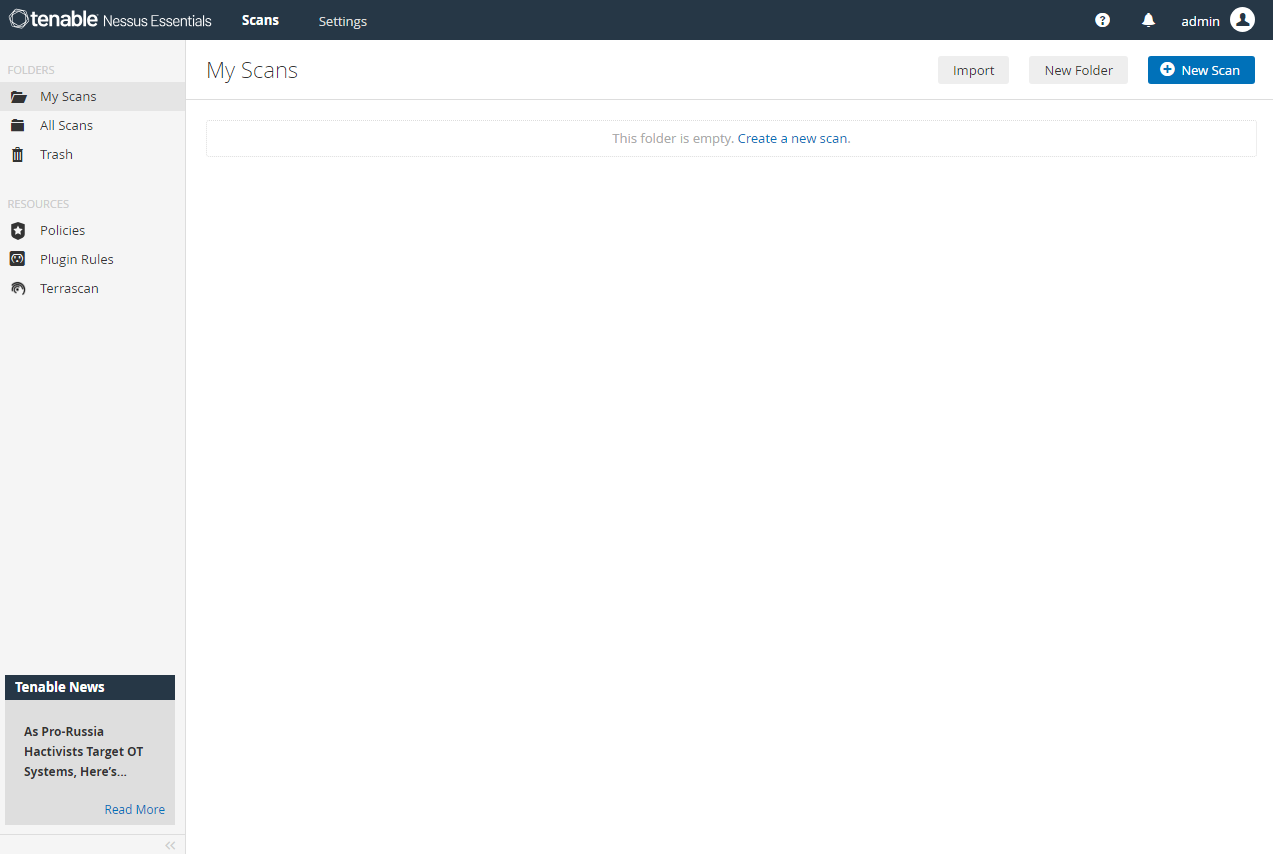 tenable Nessus Essentials Scans Settings ? admin
FOLDERS
My Scans
All Scans
Trash
RESOURCES
Policies
Plugin Rules
Terrascan
Tenable News
As Pro-Russia
Hactivists Target OT
Systems, Here's...
Read More
My Scans
Import New Folder New Scan
This folder is empty. Create a new scan.